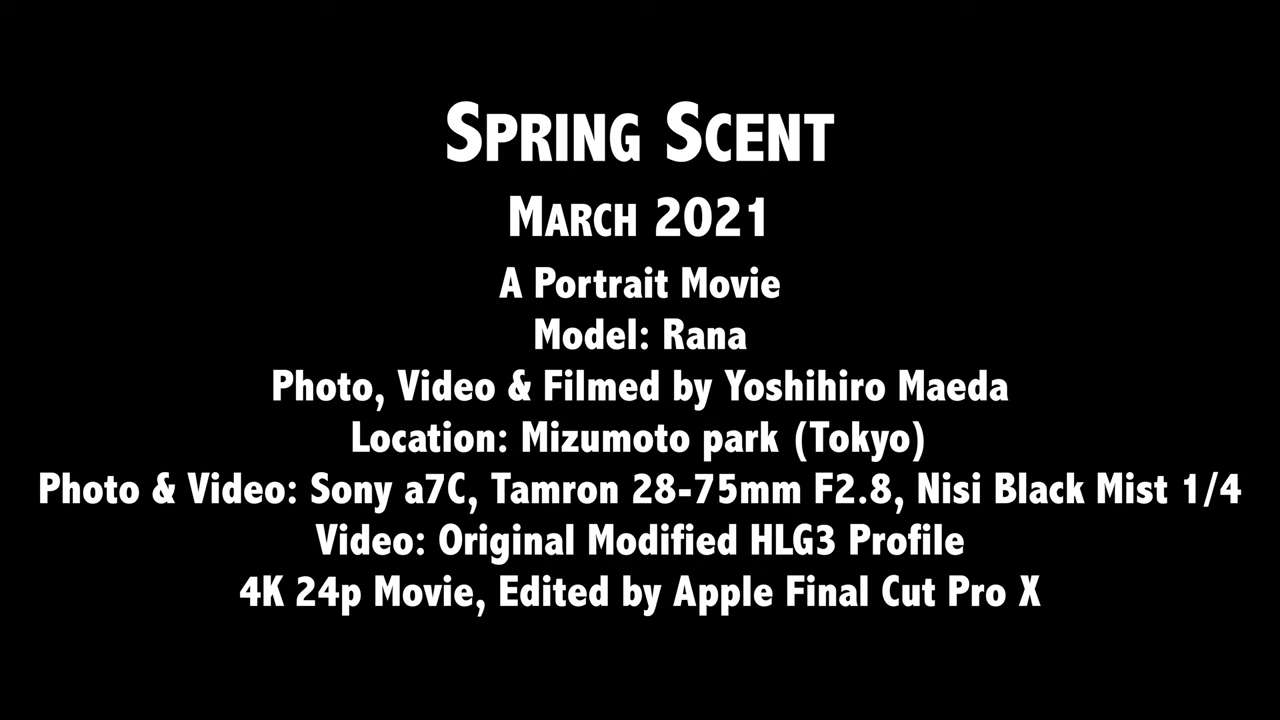 SPRING SCENT
MARCH 2021
A Portrait Movie
Model: Rana
Photo, Video & Filmed by Yoshihiro Maeda
Location: Mizumoto park (Tokyo)
Photo & Video: Sony a7C, Tamron 28-75mm F2.8, Nisi Black Mist 1/4
Video: Original Modified HLG3 Profile
4K 24p Movie, Edited by Apple Final Cut Pro X